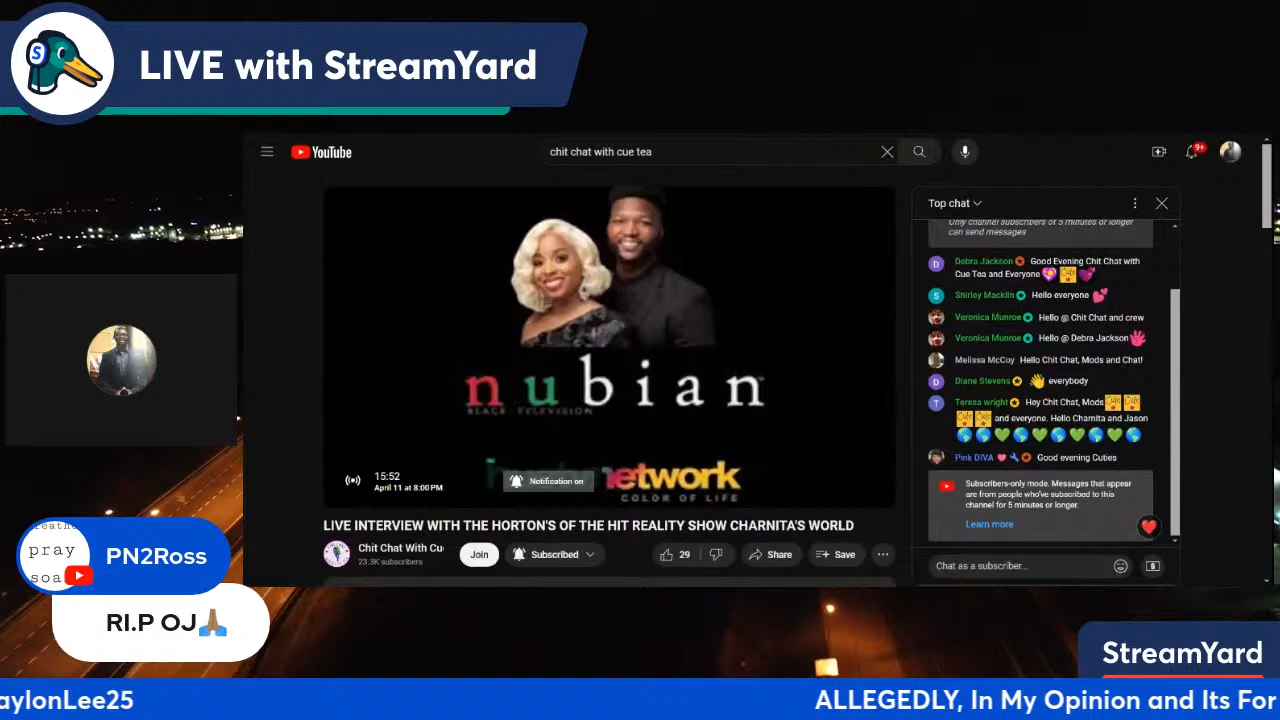 S
LIVE with StreamYard
YouTube
chit chat with cue tea
9+
nubian
BLACK TELEVISION
etwork
COLOR OF LIFE
15:52
April 11 at 8:00 PM
Notification on
LIVE INTERVIEW WITH THE HORTON'S OF THE HIT REALITY SHOW CHARNITA'S WORLD
Chit Chat With Cu
23.3K subscribers
Join
Subscribed
29
Share
Save
Top chat
Only channel subscribers of 5 minutes or longer
can send messages
D
Debra Jackson Good Evening Chit Chat with
Cue Tea and Everyone 💝 💕
S
Shirley Macklin Hello everyone 💕
Veronica Munroe Hello @ Chit Chat and crew
Veronica Munroe Hello @ Debra Jackson
Melissa McCoy Hello Chit Chat, Mods and Chat!
D
Diane Stevens 👋 everybody
T
Teresa wright Hey Chit Chat, Mods
and everyone. Hello Charnita and Jason
🌎🌎💚🌎💚🌎💚🌎💚🌎
Pink DIVA Good evening Cuties
Subscribers-only mode. Messages that appear
are from people who've subscribed to this
channel for 5 minutes or longer.
Learn more
Chat as a subscriber...
pray
soa
PN2Ross
RI.P OJ🙏🏽
StreamYard
aylonLee25
ALLEGEDLY, In My Opinion and Its For